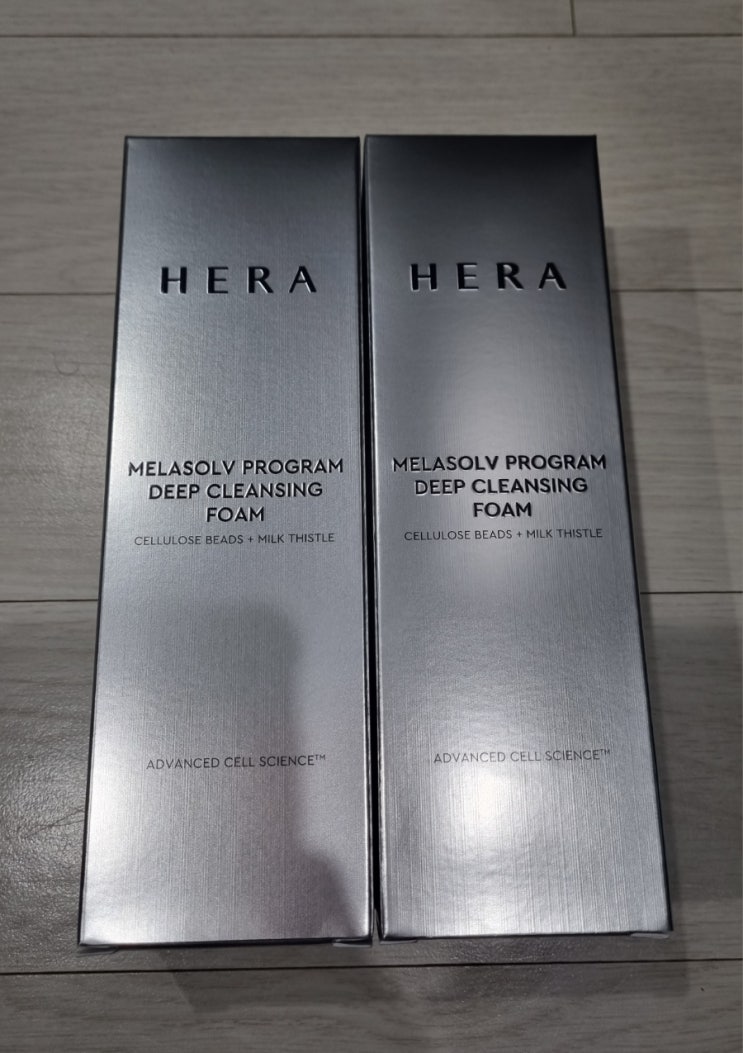 HERA
MELASOLV PROGRAM
DEEP CLEANSING
FOAM
CELLULOSE BEADS + MILK THISTLE
ADVANCED CELL SCIENCE™
HERA
MELASOLV PROGRAM
DEEP CLEANSING
FOAM
CELLULOSE BEADS + MILK THISTLE
ADVANCED CELL SCIENCE™